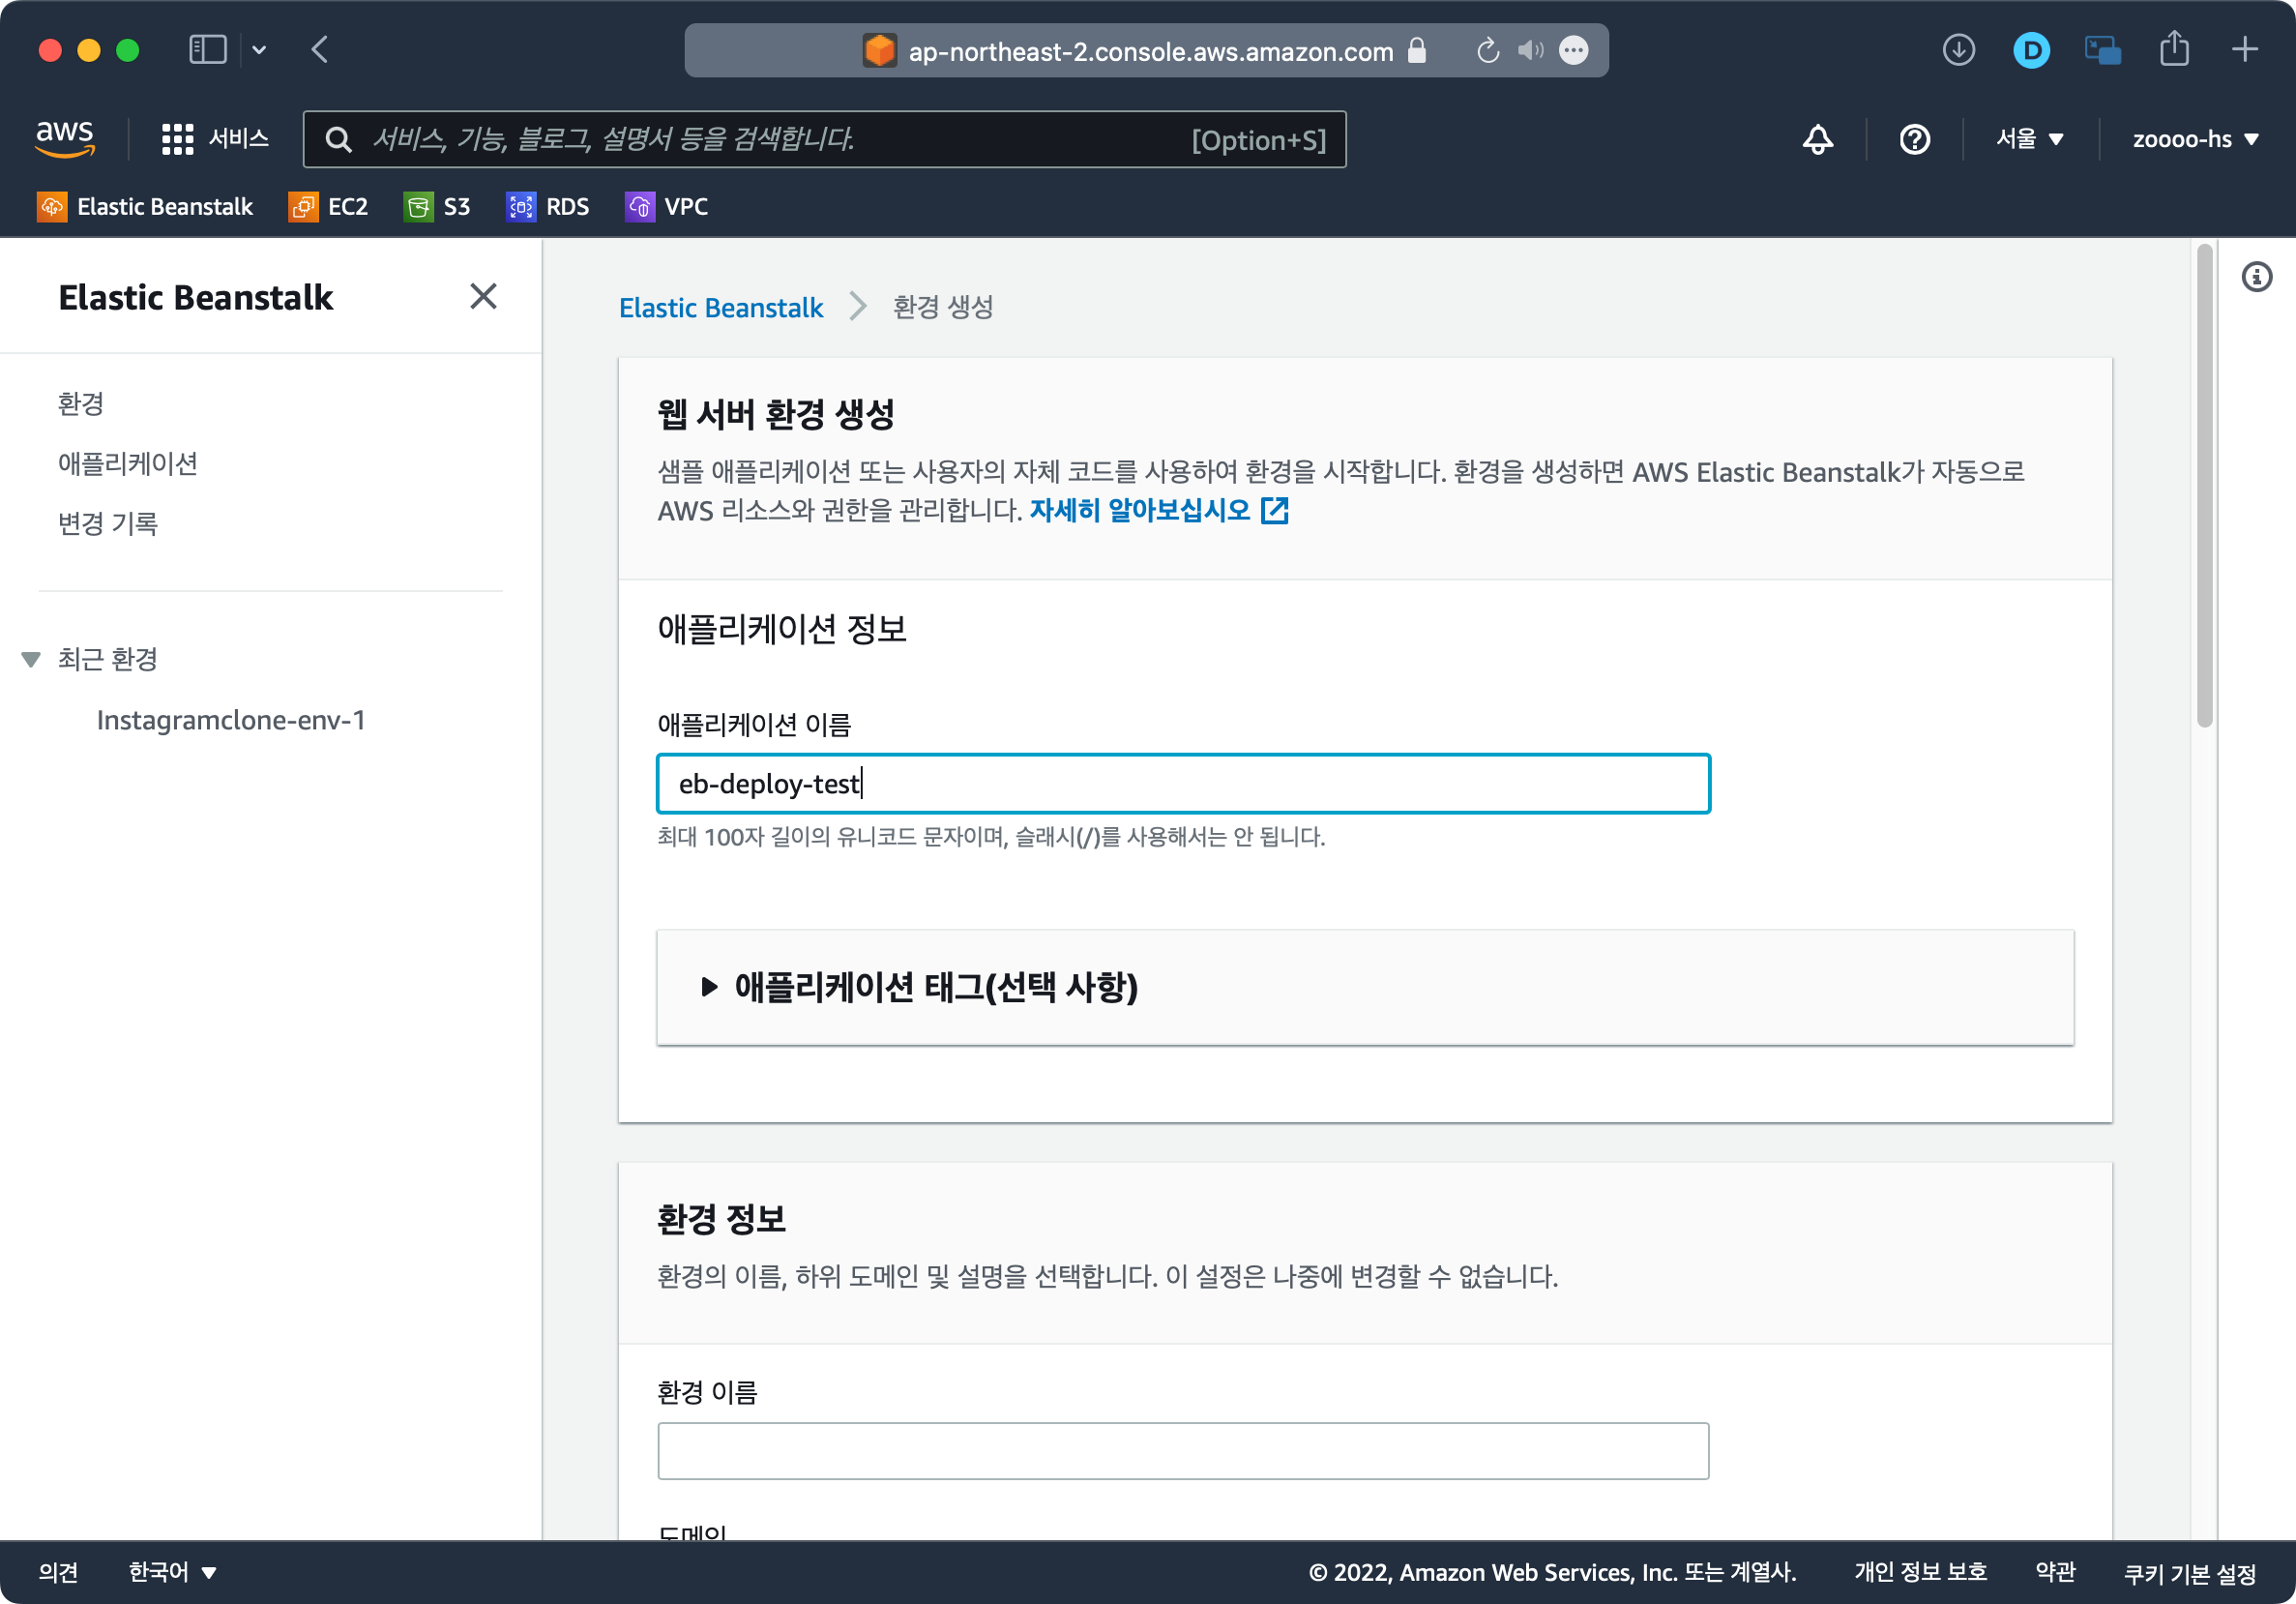 ap-northeast-2.console.aws.amazon.com
D
aws
서비스
서비스, 기능, 블로그, 설명서 등을 검색합니다.
[Option+S]
서울
zoooo-hs
Elastic Beanstalk
EC2
S3
RDS
VPC
Elastic Beanstalk
환경
애플리케이션
변경 기록
최근 환경
Instagramclone-env-1
Elastic Beanstalk
환경 생성
웹 서버 환경 생성
샘플 애플리케이션 또는 사용자의 자체 코드를 사용하여 환경을 시작합니다. 환경을 생성하면 AWS Elastic Beanstalk가 자동으로
AWS 리소스와 권한을 관리합니다. 자세히 알아보십시오
애플리케이션 정보
애플리케이션 이름
eb-deploy-test
최대 100자 길이의 유니코드 문자이며, 슬래시(/)를 사용해서는 안 됩니다.
애플리케이션 태그(선택 사항)
환경 정보
환경의 이름, 하위 도메인 및 설명을 선택합니다. 이 설정은 나중에 변경할 수 없습니다.
환경 이름
도메인
의견
한국어
© 2022, Amazon Web Services, Inc. 또는 계열사.
개인 정보 보호
약관
쿠키 기본 설정